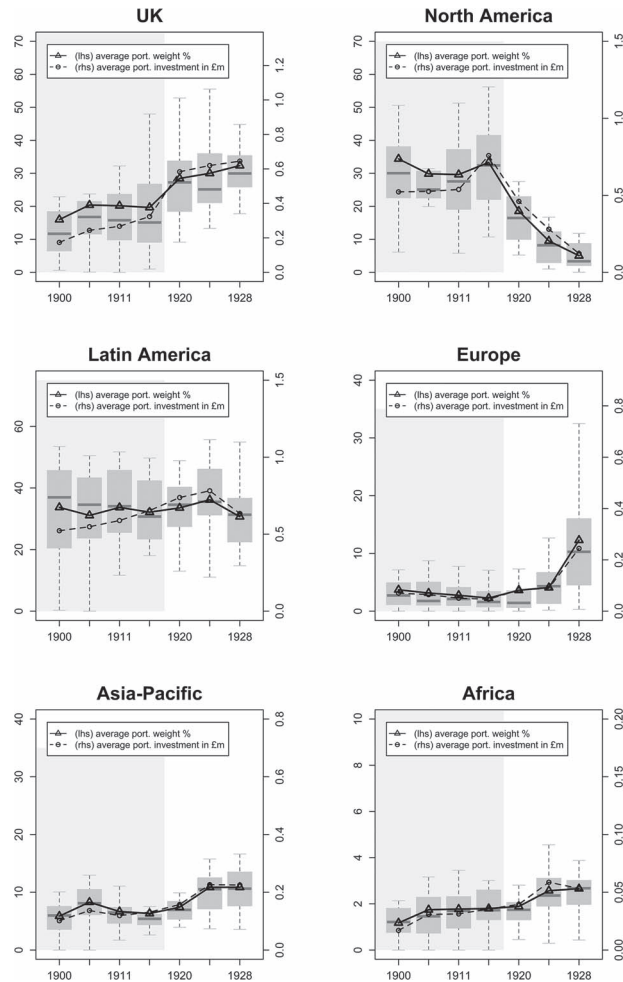 UK
(lhs) average port. weight %
(rhs) average port. investment in £m
70
60
50
40
30
20
10
0
1.2
1.0
0.8
0.6
0.4
0.2
0.0
1900 1911 1920 1928
North America
(lhs) average port. weight %
(rhs) average port. investment in £m
70
60
50
40
30
20
10
0
1.5
1.0
0.5
0.0
1900 1911 1920 1928
Latin America
(lhs) average port. weight %
(rhs) average port. investment in £m
60
40
20
0
1.5
1.0
0.5
0.0
1900 1911 1920 1928
Europe
(lhs) average port. weight %
(rhs) average port. investment in £m
40
30
20
10
0
0.8
0.6
0.4
0.2
0.0
1900 1911 1920 1928
Asia-Pacific
(lhs) average port. weight %
(rhs) average port. investment in £m
40
30
20
10
0
0.8
0.6
0.4
0.2
0.0
1900 1911 1920 1928
Africa
(lhs) average port. weight %
(rhs) average port. investment in £m
10
8
6
4
2
0
0.20
0.15
0.10
0.05
0.00
1900 1911 1920 1928